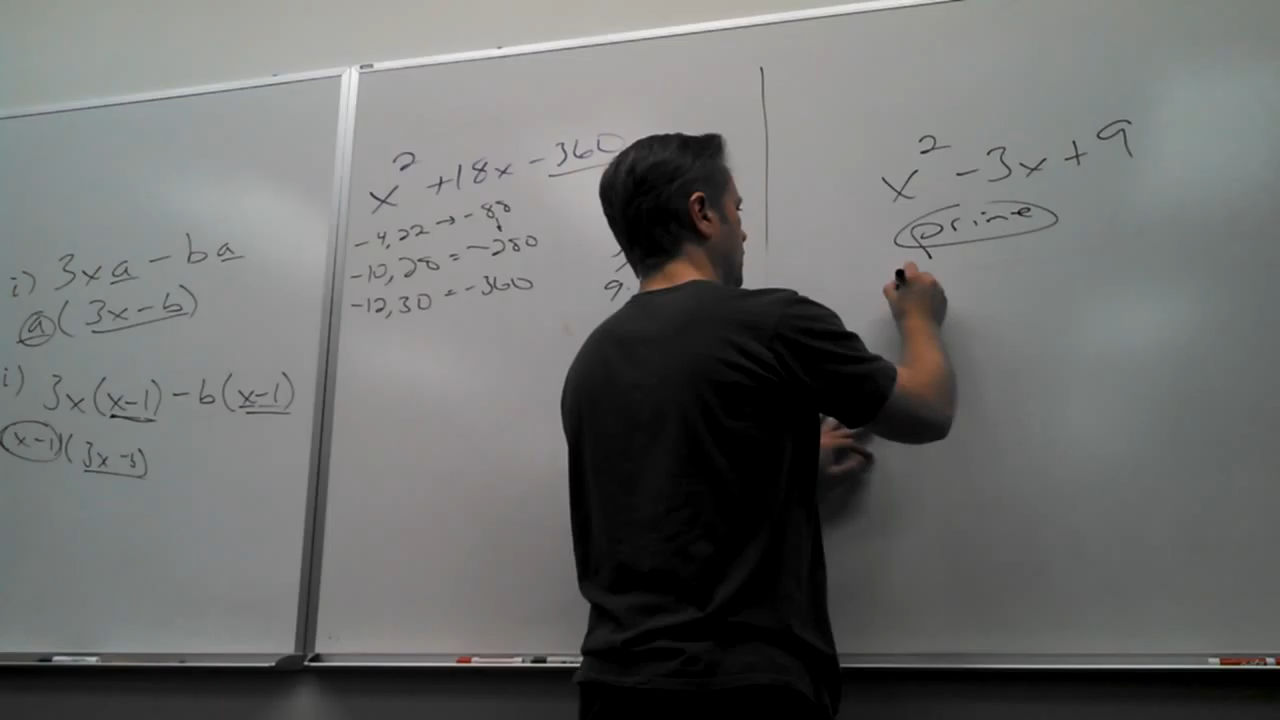 i) 3xa - ba
a(3x-b)
i) 3x(x-1) - b(x-1)
x-1(3x-b)
x² +18x -360
-4,22 → -88
-10,28 = -280
-12,30 = -360
9
x² -3x +9
prime